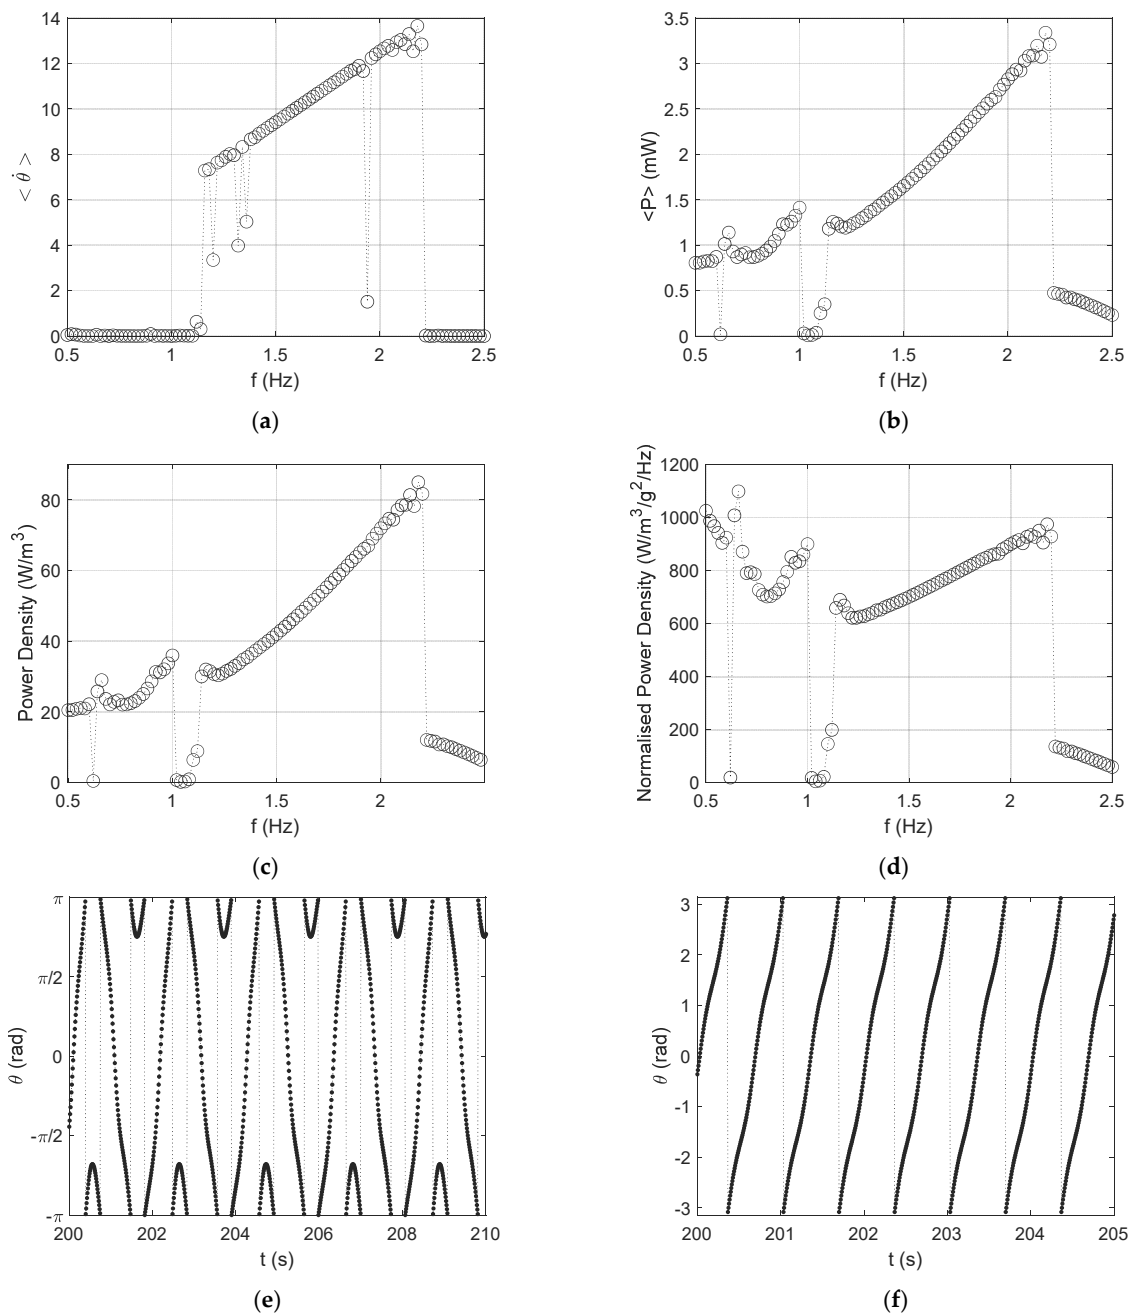 14
12
10
8
6
4
2
0
< θ̇ >
0.5 1 1.5 2 2.5
f (Hz)
(a)
3.5
3
2.5
2
1.5
1
0.5
0
<P> (mW)
0.5 1 1.5 2 2.5
f (Hz)
(b)
80
60
40
20
0
Power Density (W/m³)
0.5 1 1.5 2
f (Hz)
(c)
1200
1000
800
600
400
200
0
Normalised Power Density (W/m³/g²/Hz)
0.5 1 1.5 2 2.5
f (Hz)
(d)
π
π/2
0
-π/2
-π
θ (rad)
200 202 204 206 208 210
t (s)
(e)
3
2
1
0
-1
-2
-3
θ (rad)
200 201 202 203 204 205
t (s)
(f)